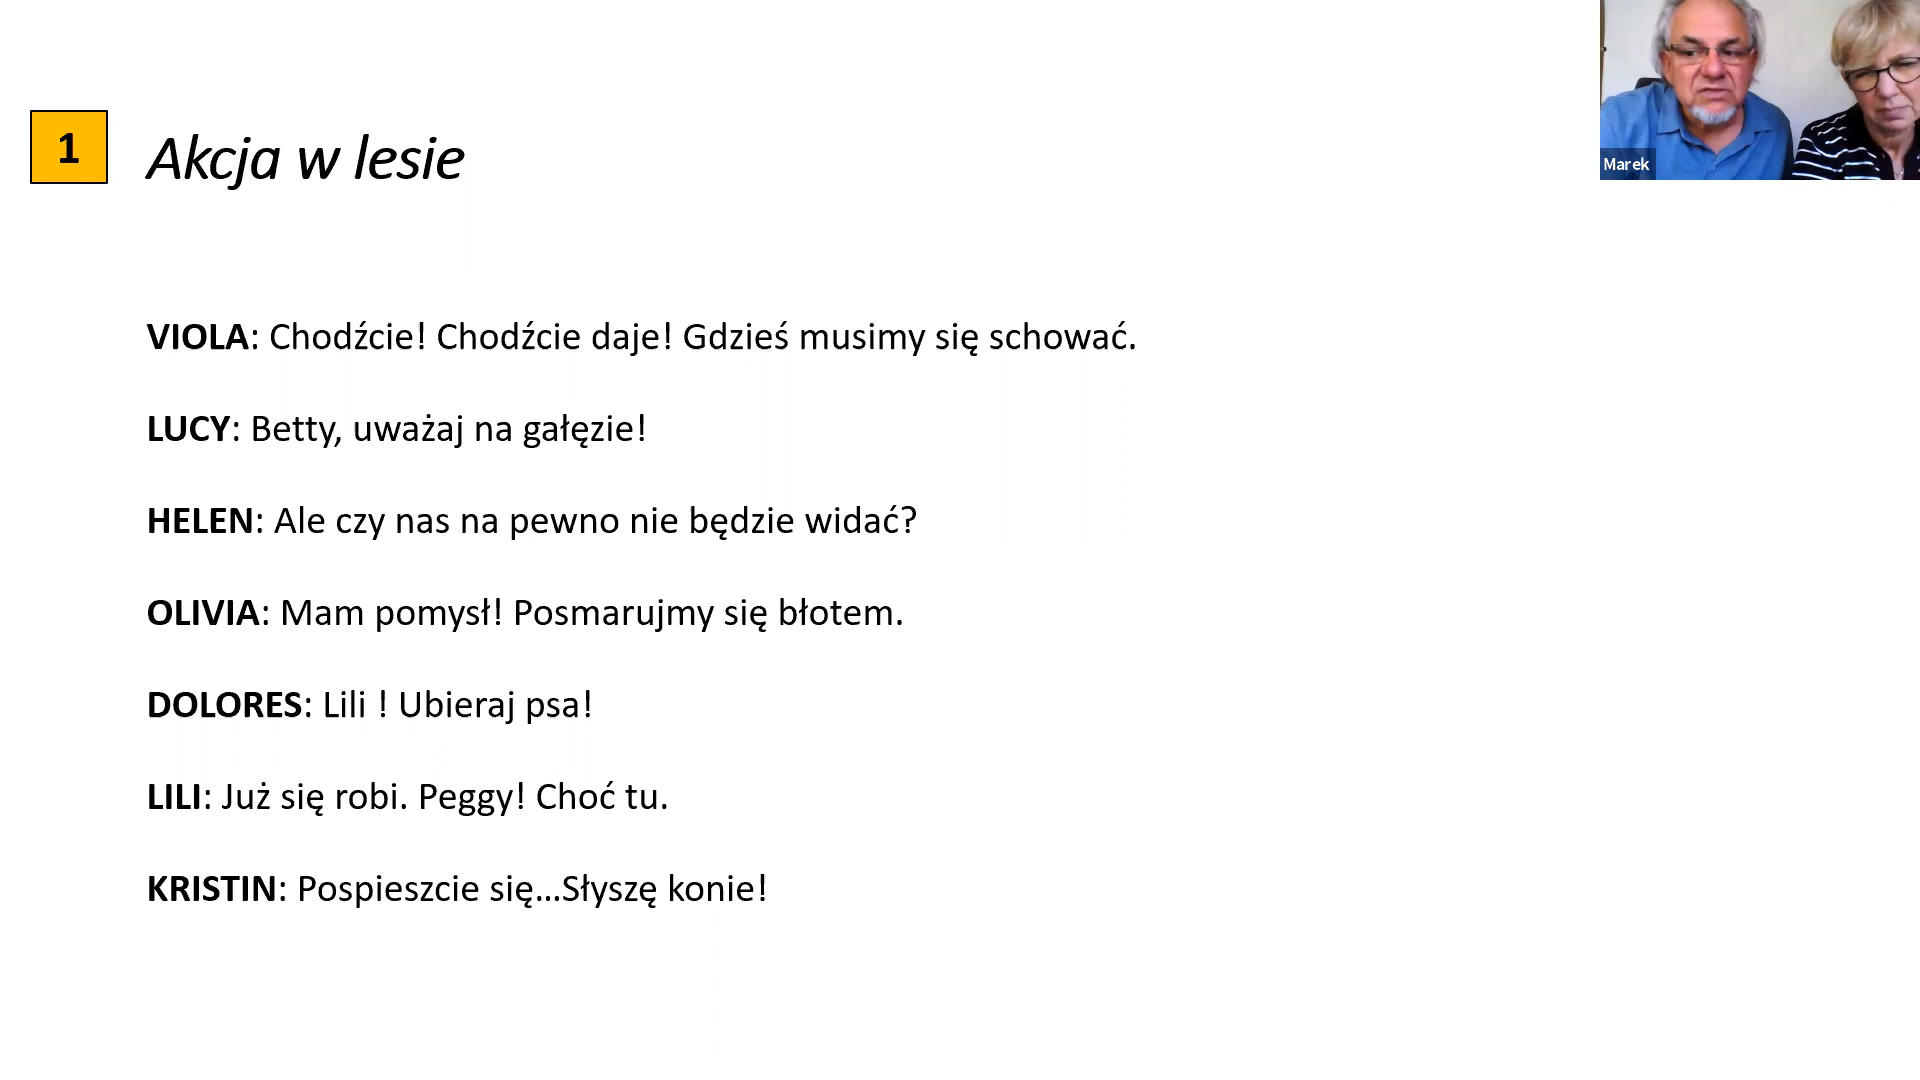 Marek
1
Akcja w lesie
VIOLA: Chodźcie! Chodźcie daje! Gdzieś musimy się schować.
LUCY: Betty, uważaj na gałęzie!
HELEN: Ale czy nas na pewno nie będzie widać?
OLIVIA: Mam pomysł! Posmarujmy się błotem.
DOLORES: Lili ! Ubieraj psa!
LILI: Już się robi. Peggy! Choć tu.
KRISTIN: Pospieszcie się...Słyszę konie!